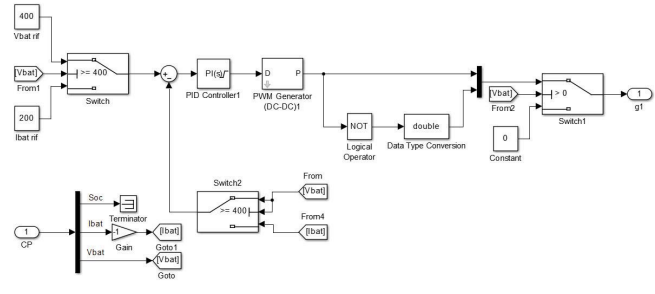 400
Vbat rif
[Vbat]
From1
>= 400
Switch
200
Ibat rif
+
-
PI(s)
PID Controller1
D
P
PWM Generator
(DC-DC)1
NOT
Logical
Operator
double
Data Type Conversion
[Vbat]
From2
> 0
Switch1
0
Constant
1
g1
Switch2
>= 400
From
[Vbat]
From4
[Ibat]
1
CP
Soc
Terminator
Ibat
-1
Gain
[Ibat]
Goto1
Vbat
[Vbat]
Goto